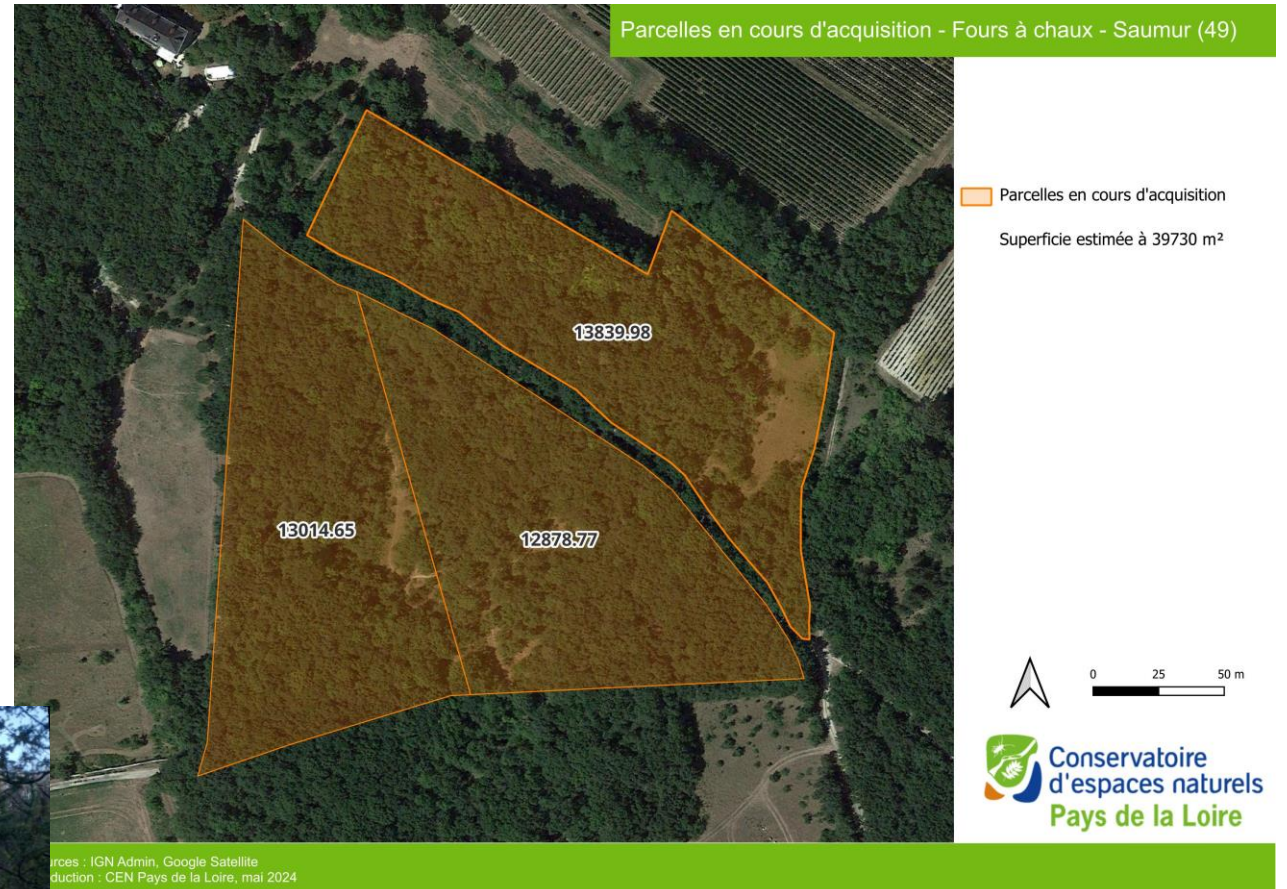 Parcelles en cours d'acquisition - Fours à chaux - Saumur (49)
Parcelles en cours d'acquisition
Superficie estimée à 39730 m²
13839.98
13014.65
12878.77
0 25 50 m
Conservatoire
d'espaces naturels
Pays de la Loire
: IGN Admin, Google Satellite
: CEN Pays de la Loire, mai 2024